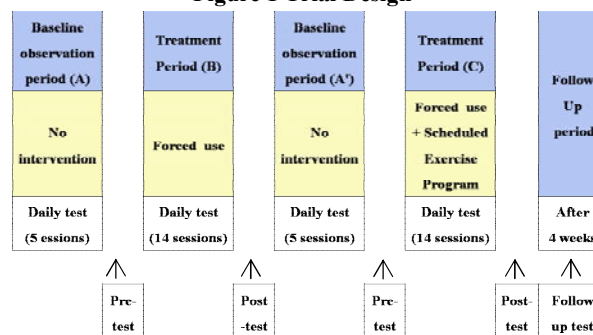 Figure 1 Trial Design
Baseline
observation
period (A)
Treatment
Period (B)
Baseline
observation
period (A')
Treatment
Period (C)
Follow
Up
period
No
intervention
Forced use
No
intervention
Forced use
+ Scheduled
Exercise
Program
Daily test
(5 essions)
Daily test
(14 sessions)
Daily test
(5 sessions)
Daily test
(14 sessions)
After
4 weeks
Pre-
test
Post
-test
Pre-
test
Post-
test
Follow
up test